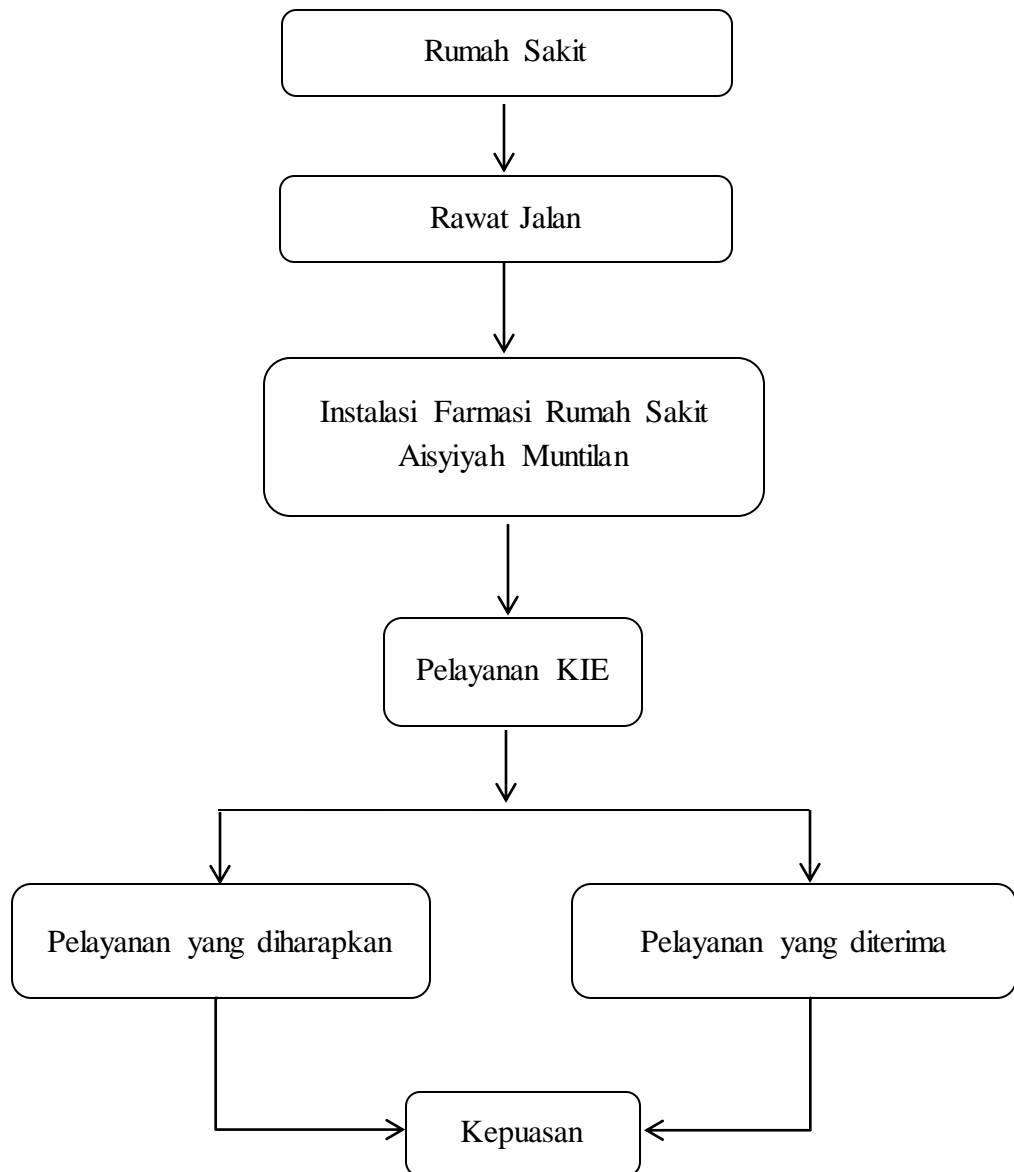 Rumah Sakit
Rawat Jalan
Instalasi Farmasi Rumah Sakit
Aisyiyah Muntilan
Pelayanan KIE
Pelayanan yang diharapkan
Pelayanan yang diterima
Kepuasan